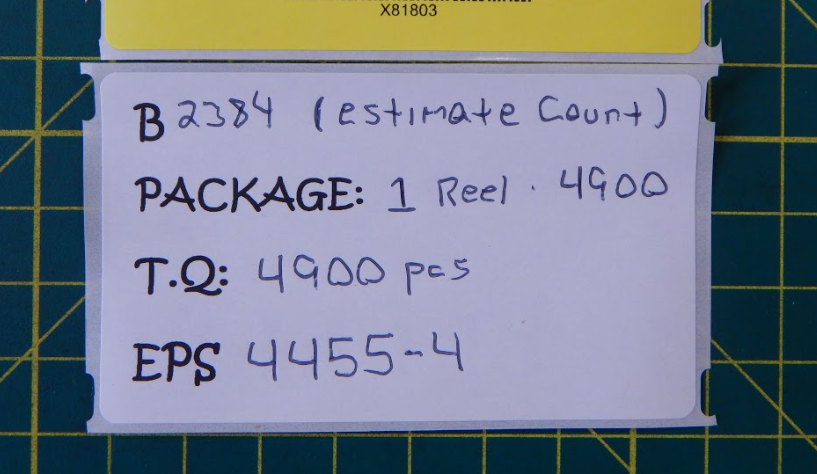 X81803
B 2384 (estimate Count)
PACKAGE: 1 Reel . 4900
T.Q: 4900 pcs
EPS 4455-4